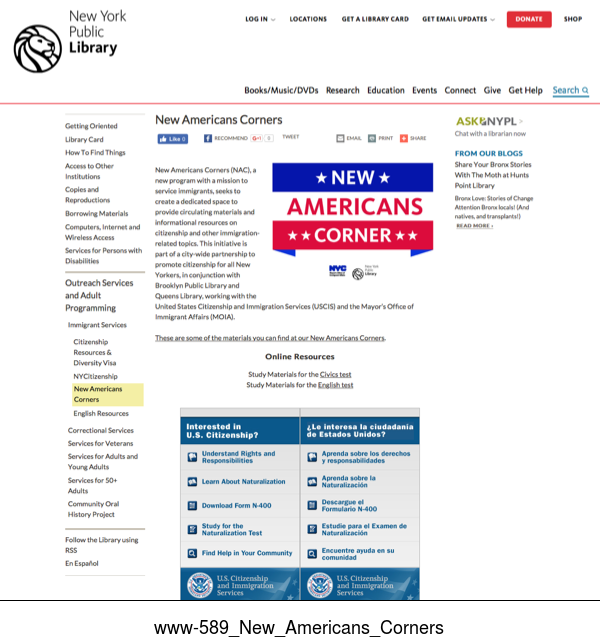 New York
Public
Library
LOG IN
LOCATIONS
GET A LIBRARY CARD
GET EMAIL UPDATES
DONATE
SHOP
Books/Music/DVDs Research Education Events Connect Give Get Help Search
Getting Oriented
Library Card
How To Find Things
Access to Other
Institutions
Copies and
Reproductions
Borrowing Materials
Computers, Internet and
Wireless Access
Services for Persons with
Disabilities
Outreach Services
and Adult
Programming
Immigrant Services
Citizenship
Resources &
Diversity Visa
NYCitizenship
New Americans
Corners
English Resources
Correctional Services
Services for Veterans
Services for Adults and
Young Adults
Services for 50+
Adults
Community Oral
History Project
Follow the Library using
RSS
En Español
New Americans Corners
Like 0
RECOMMEND
G+1 0
TWEET
EMAIL
PRINT
SHARE
New Americans Corners (NAC), a
new program with a mission to
service immigrants, seeks to
create a dedicated space to
provide circulating materials and
informational resources on
citizenship and other immigration-
related topics. This initiative is
part of a city-wide partnership to
promote citizenship for all New
Yorkers, in conjunction with
Brooklyn Public Library and
Queens Library, working with the
United States Citizenship and Immigration Services (USCIS) and the Mayor's Office of
Immigrant Affairs (MOIA).
★ NEW ★
AMERICANS
★★ CORNER ★★
NYC
New York
Public
Library
These are some of the materials you can find at our New Americans Corners.
Online Resources
Study Materials for the Civics test
Study Materials for the English test
Interested in
U.S. Citizenship?
Understand Rights and
Responsibilities
Learn About Naturalization
Download Form N-400
Study for the
Naturalization Test
Find Help in Your Community
U.S. Citizenship
and Immigration
Services
¿Le interesa la ciudadanía
de Estados Unidos?
Aprenda sobre los derechos
y responsabilidades
Aprenda sobre la
Naturalización
Descargue el
Formulario N-400
Estudie para el Examen de
Naturalización
Encuentre ayuda en su
comunidad
U.S. Citizenship
and Immigration
Services
ASK NYPL >
Chat with a librarian now
FROM OUR BLOGS
Share Your Bronx Stories
With The Moth at Hunts
Point Library
Bronx Love: Stories of Change
Attention Bronx locals! (And
natives, and transplants!)
READ MORE ›
www-589_New_Americans_Corners